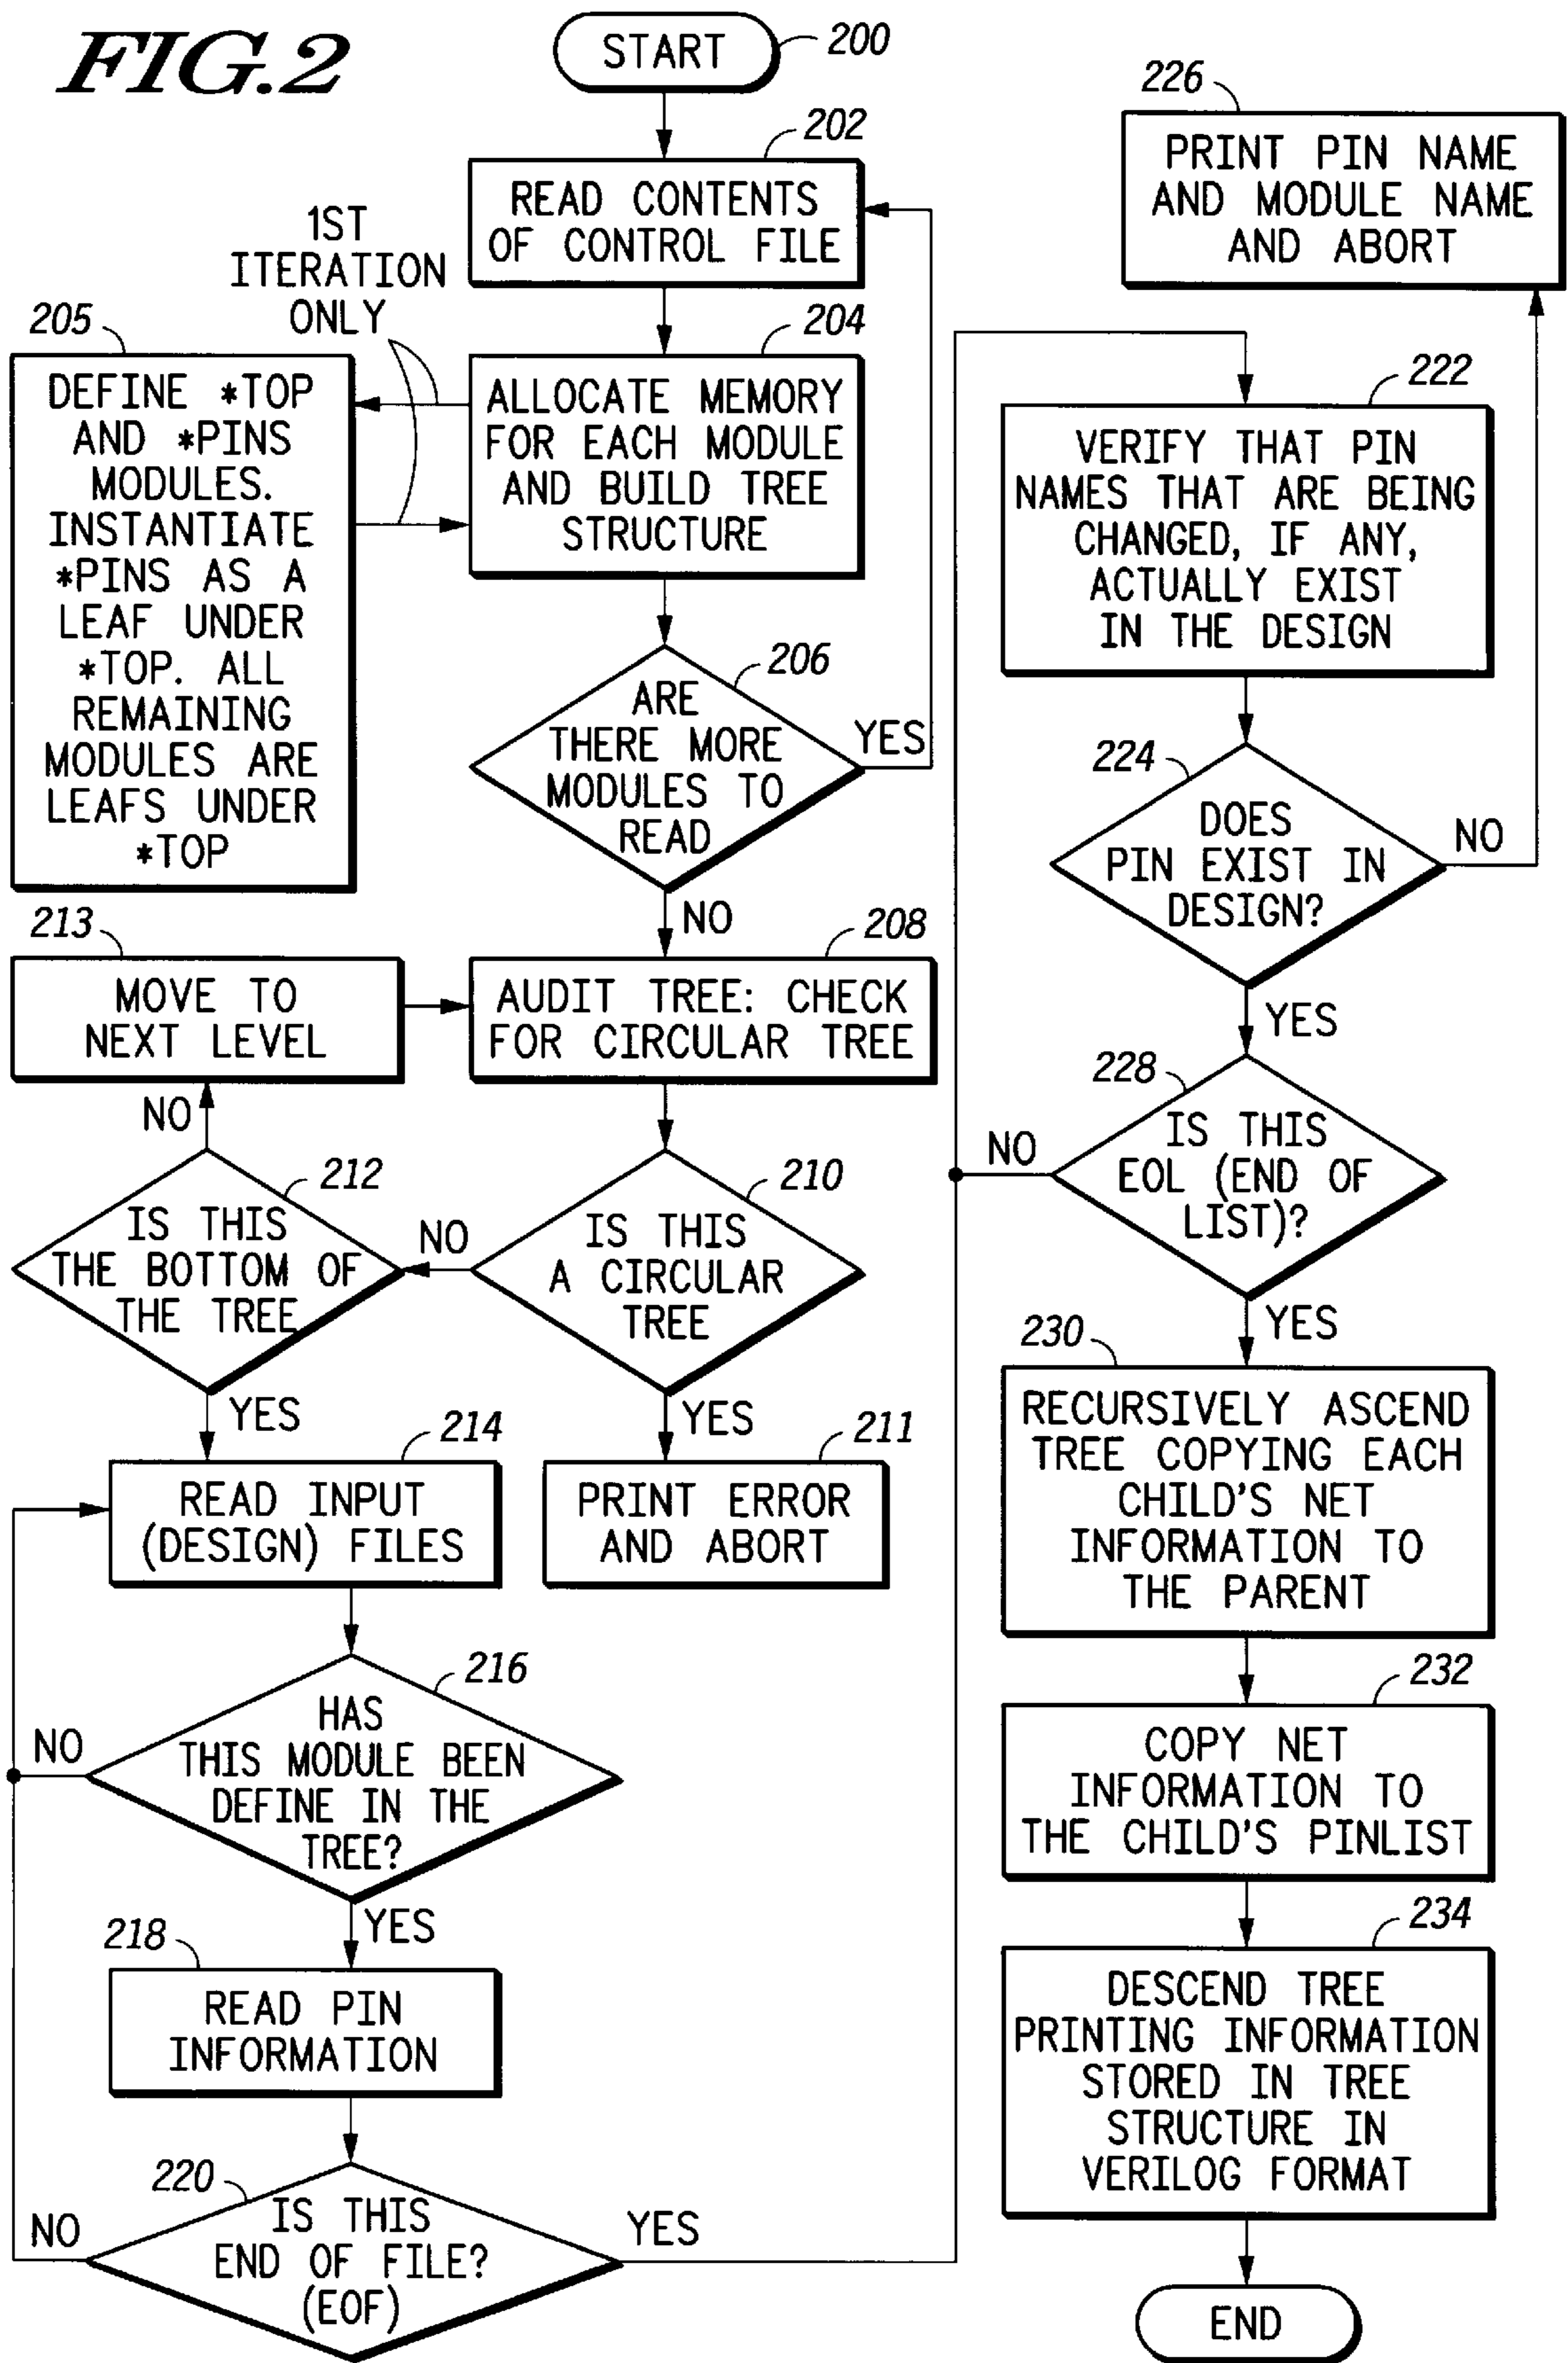 FIG.2
START
200
202
READ CONTENTS
OF CONTROL FILE
1ST
ITERATION
ONLY
204
ALLOCATE MEMORY
FOR EACH MODULE
AND BUILD TREE
STRUCTURE
205
DEFINE *TOP
AND *PINS
MODULES.
INSTANTIATE
*PINS AS A
LEAF UNDER
*TOP. ALL
REMAINING
MODULES ARE
LEAFS UNDER
*TOP
206
ARE
THERE MORE
MODULES TO
READ
YES
NO
208
AUDIT TREE: CHECK
FOR CIRCULAR TREE
213
MOVE TO
NEXT LEVEL
NO
210
IS THIS
A CIRCULAR
TREE
NO
212
IS THIS
THE BOTTOM OF
THE TREE
YES
YES
211
PRINT ERROR
AND ABORT
214
READ INPUT
(DESIGN) FILES
216
HAS
THIS MODULE BEEN
DEFINE IN THE
TREE?
NO
YES
218
READ PIN
INFORMATION
220
IS THIS
END OF FILE?
(EOF)
NO
YES
226
PRINT PIN NAME
AND MODULE NAME
AND ABORT
222
VERIFY THAT PIN
NAMES THAT ARE BEING
CHANGED, IF ANY,
ACTUALLY EXIST
IN THE DESIGN
224
DOES
PIN EXIST IN
DESIGN?
NO
YES
228
IS THIS
EOL (END OF
LIST)?
NO
YES
230
RECURSIVELY ASCEND
TREE COPYING EACH
CHILD'S NET
INFORMATION TO
THE PARENT
232
COPY NET
INFORMATION TO
THE CHILD'S PINLIST
234
DESCEND TREE
PRINTING INFORMATION
STORED IN TREE
STRUCTURE IN
VERILOG FORMAT
END